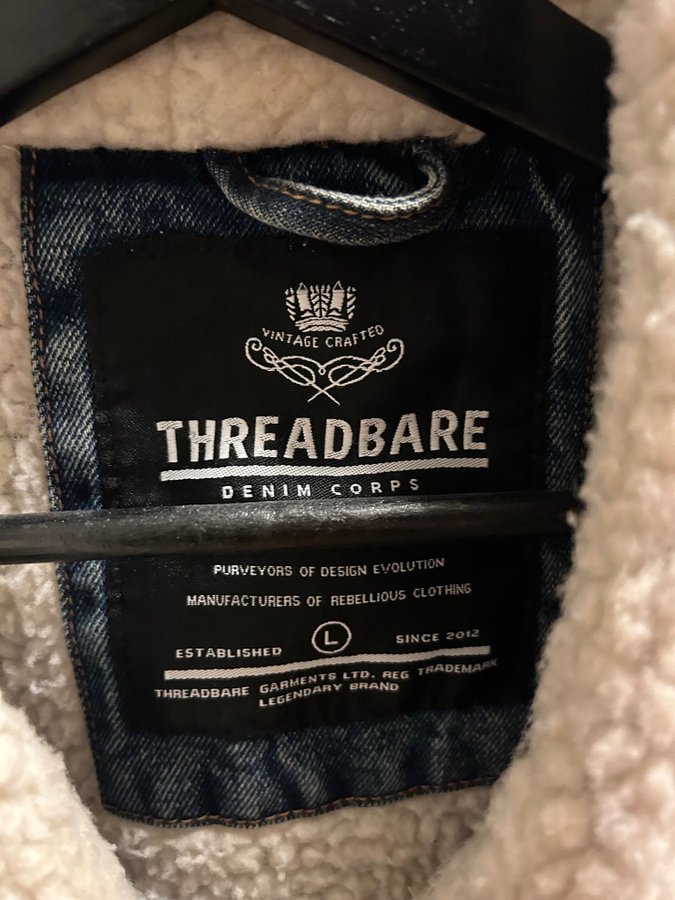 VINTAGE CRAFTED
THREADBARE
DENIM CORPS
PURVEYORS OF DESIGN EVOLUTION
MANUFACTURERS OF REBELLIOUS CLOTHING
ESTABLISHED L SINCE 2012
THREADBARE GARMENTS LTD. REG TRADEMARK
LEGENDARY BRAND